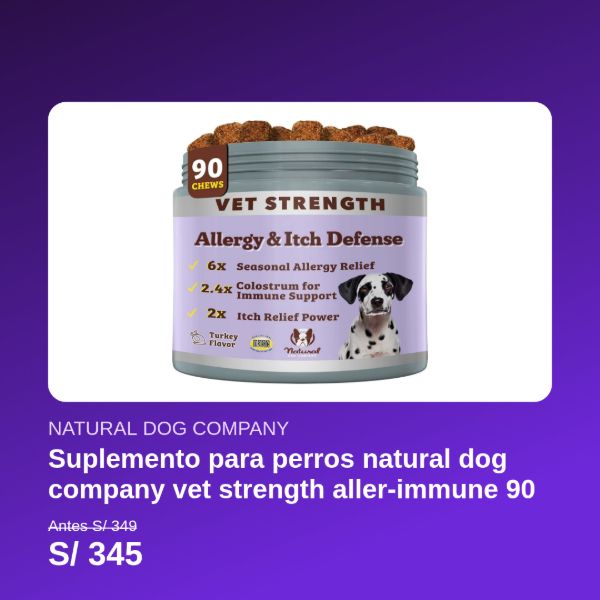 90
CHEWS
VET STRENGTH
Allergy & Itch Defense
6x Seasonal Allergy Relief
2.4x Colostrum for
Immune Support
2x Itch Relief Power
Turkey
Flavor
Natural
NATURAL DOG COMPANY
Suplemento para perros natural dog
company vet strength aller-immune 90
Antes S/ 349
S/ 345